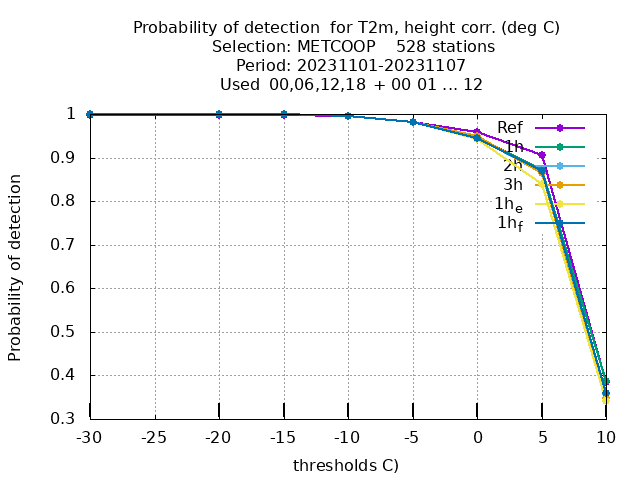 Probability of detection  for T2m, height corr. (deg C)
Selection: METCOOP    528 stations
Period: 20231101-20231107
Used  00,06,12,18  + 00 01 ... 12
Probability of detection
1
0.9
0.8
0.7
0.6
0.5
0.4
0.3
Ref
1h
2h
3h
1h_e
1h_f
-30 -25 -20 -15 -10 -5 0 5 10
thresholds C)